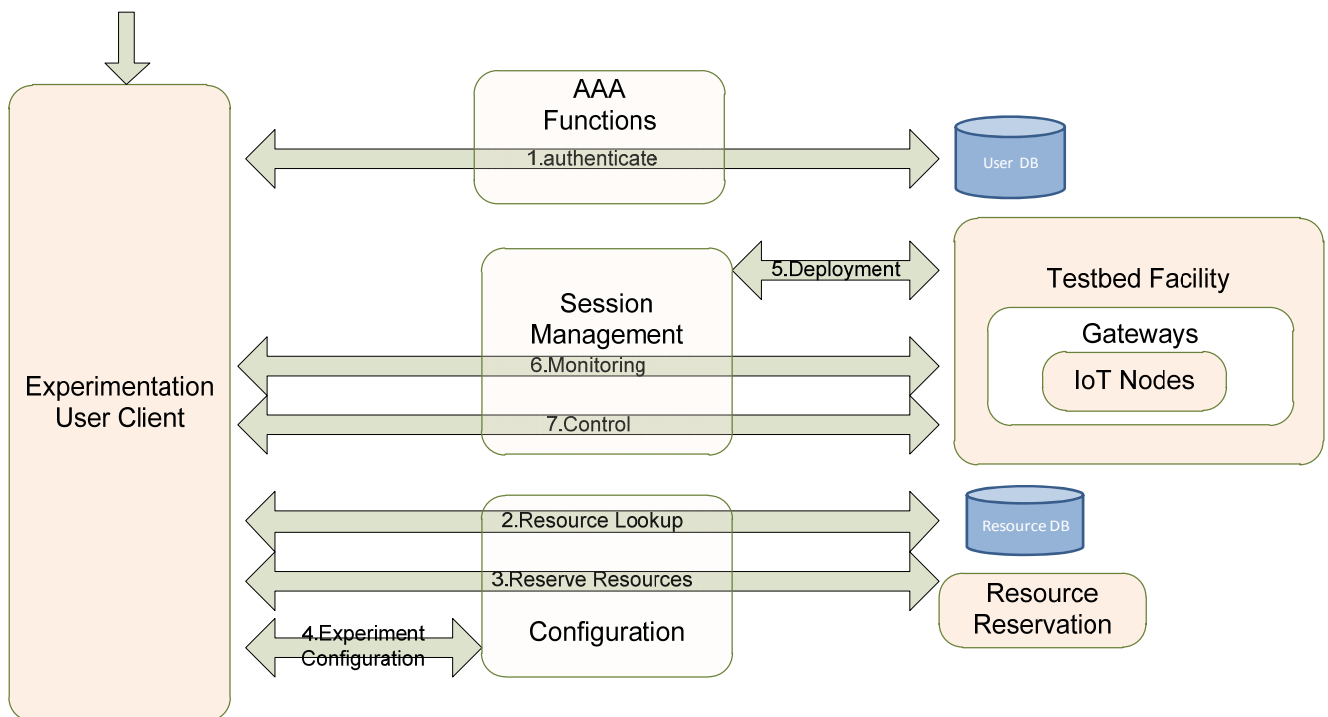 AAA
Functions
1.authenticate
User DB
5.Deployment
Testbed Facility
Session
Management
Gateways
6.Monitoring
IoT Nodes
Experimentation
User Client
7.Control
2.Resource Lookup
Resource DB
3.Reserve Resources
Resource
Reservation
4.Experiment
Configuration
Configuration